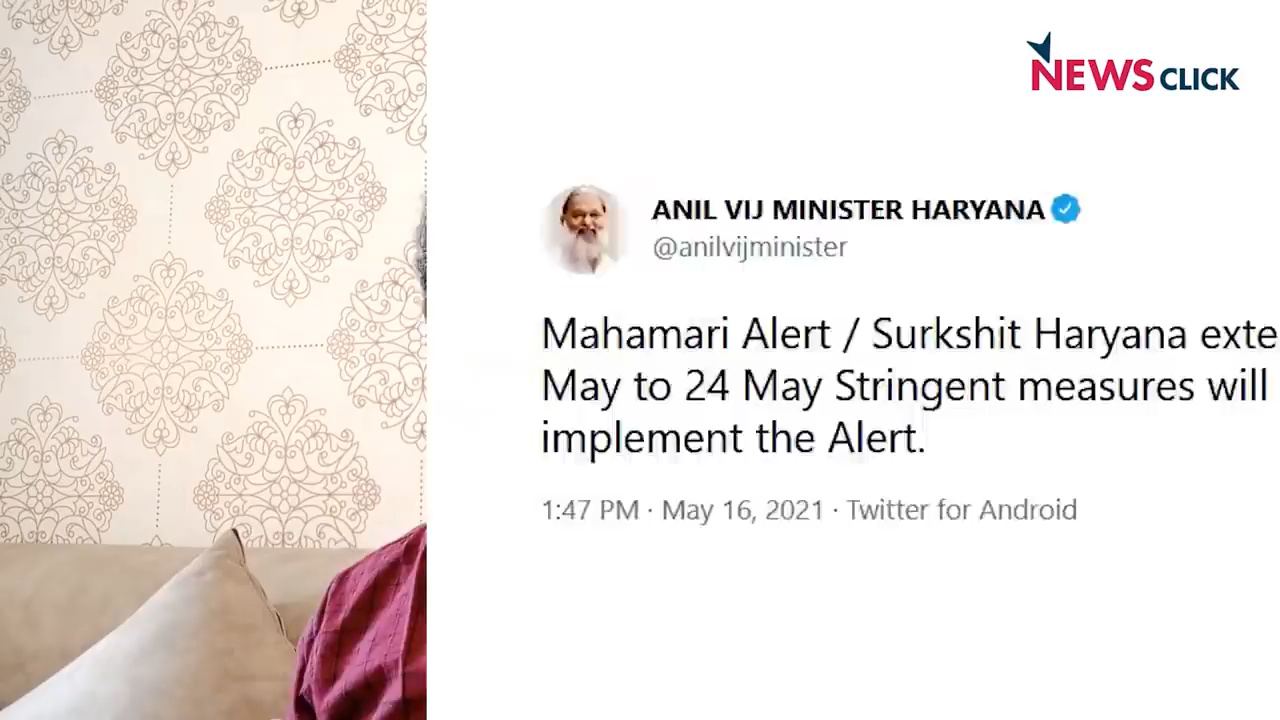 NEWSCLICK
ANIL VIJ MINISTER HARYANA
@anilvijminister
Mahamari Alert / Surkshit Haryana exte
May to 24 May Stringent measures will
implement the Alert.
1:47 PM · May 16, 2021 · Twitter for Android